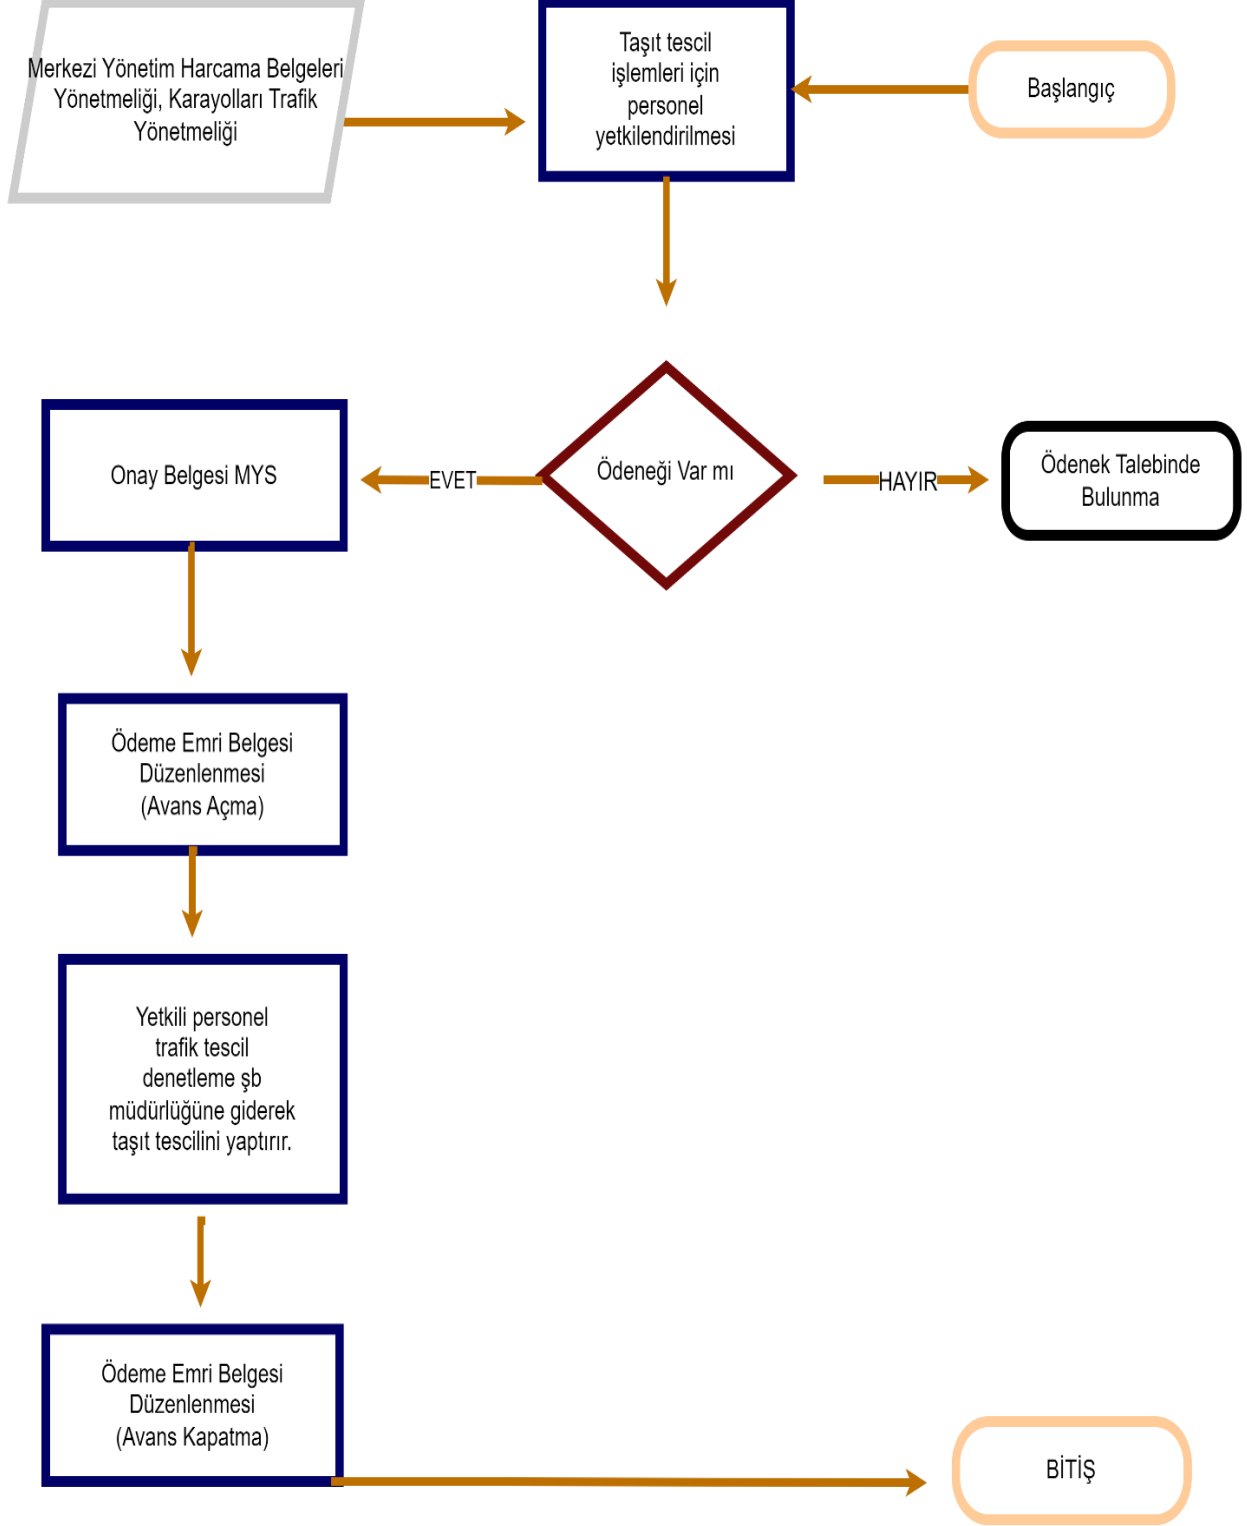 Merkezi Yönetim Harcama Belgeleri
Yönetmeliği, Karayolları Trafik
Yönetmeliği
Taşıt tescil
işlemleri için
personel
yetkilendirilmesi
Başlangıç
Onay Belgesi MYS
EVET
Ödeneği Var mı
HAYIR
Ödenek Talebinde
Bulunma
Ödeme Emri Belgesi
Düzenlenmesi
(Avans Açma)
Yetkili personel
trafik tescil
denetleme şb
müdürlüğüne giderek
taşıt tescilini yaptırır.
Ödeme Emri Belgesi
Düzenlenmesi
(Avans Kapatma)
BİTİŞ